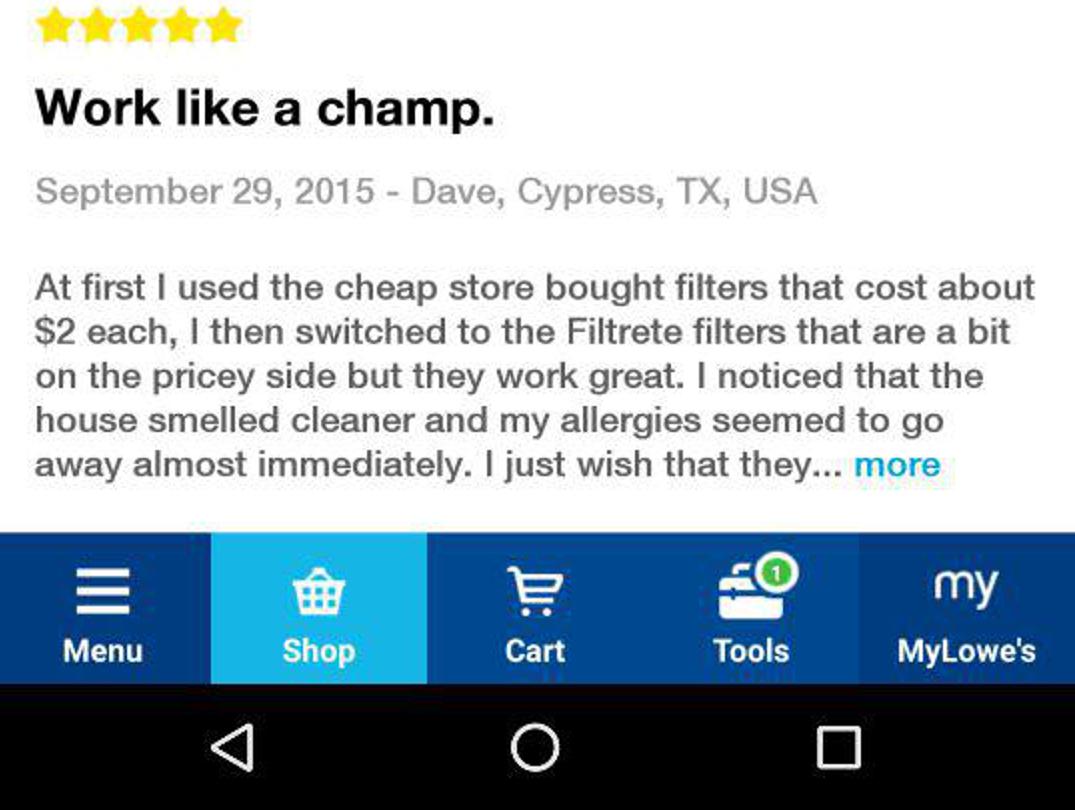 Work like a champ.
September 29, 2015 - Dave, Cypress, TX, USA
At first I used the cheap store bought filters that cost about
$2 each, I then switched to the Filtrete filters that are a bit
on the pricey side but they work great. I noticed that the
house smelled cleaner and my allergies seemed to go
away almost immediately. I just wish that they... more
1
my
Menu Shop Cart Tools MyLowe's